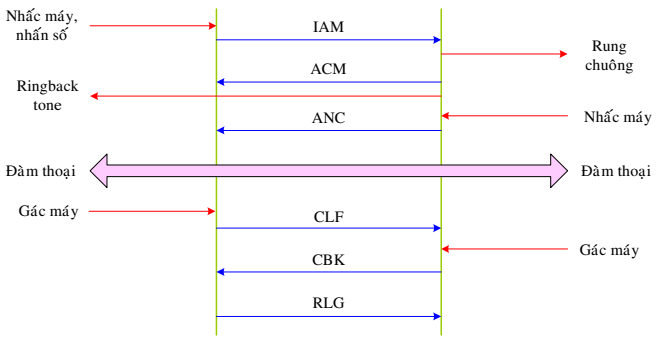 Nhấc máy,
nhấn số
IAM
Rung
chuông
ACM
Ringback
tone
ANC
Nhấc máy
Đàm thoại
Đàm thoại
Gác máy
CLF
Gác máy
CBK
RLG